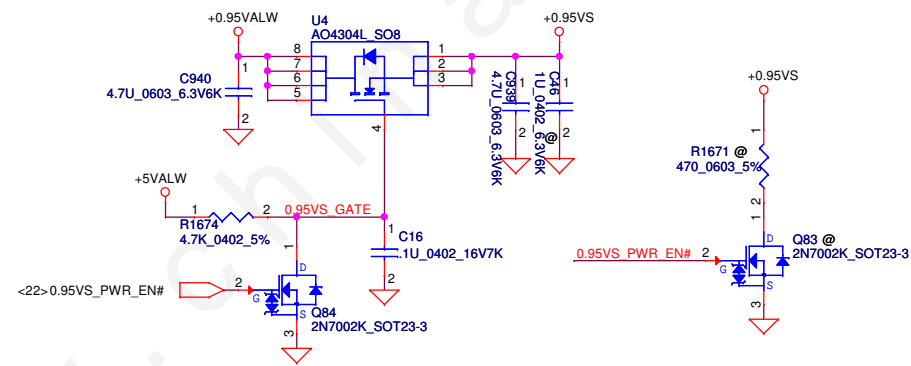 +0.95VALW
U4
AO4304L_SO8
+0.95VS
8
7
6
5
1
2
3
4
1
C940
4.7U_0603_6.3V6K
2
C939
4.7U_0603_6.3V6K
1
2
C46
1U_0402_6.3V6K
@
1
2
+5VALW
1
2
R1674
4.7K_0402_5%
0.95VS_GATE
1
C16
.1U_0402_16V7K
2
1
D
<22>0.95VS_PWR_EN#
2
G
S
Q84
2N7002K_SOT23-3
3
+0.95VS
1
R1671 @
470_0603_5%
2
1
D
0.95VS_PWR_EN#
2
G
S
Q83 @
2N7002K_SOT23-3
3